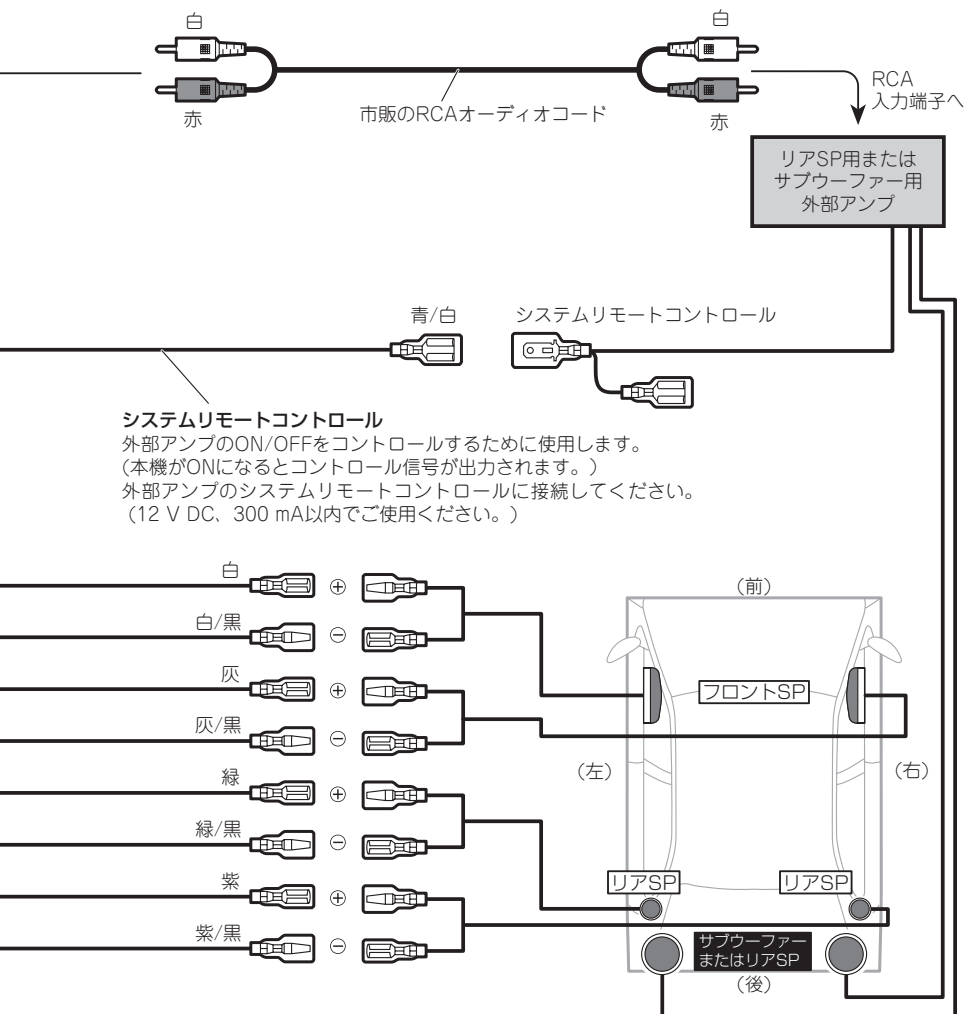 白
白
赤
市販のRCAオーディオコード
赤
RCA
入力端子へ
リアSP用または
サブウーファー用
外部アンプ
青/白
システムリモートコントロール
システムリモートコントロール
外部アンプのON/OFFをコントロールするために使用します。
（本機がONになるとコントロール信号が出力されます。）
外部アンプのシステムリモートコントロールに接続してください。
（12 V DC、300 mA以内でご使用ください。）
白
⊕
白/黒
⊖
灰
⊕
灰/黒
⊖
緑
⊕
緑/黒
⊖
紫
⊕
紫/黒
⊖
（前）
フロントSP
（左）
（右）
リアSP
リアSP
サブウーファー
またはリアSP
（後）